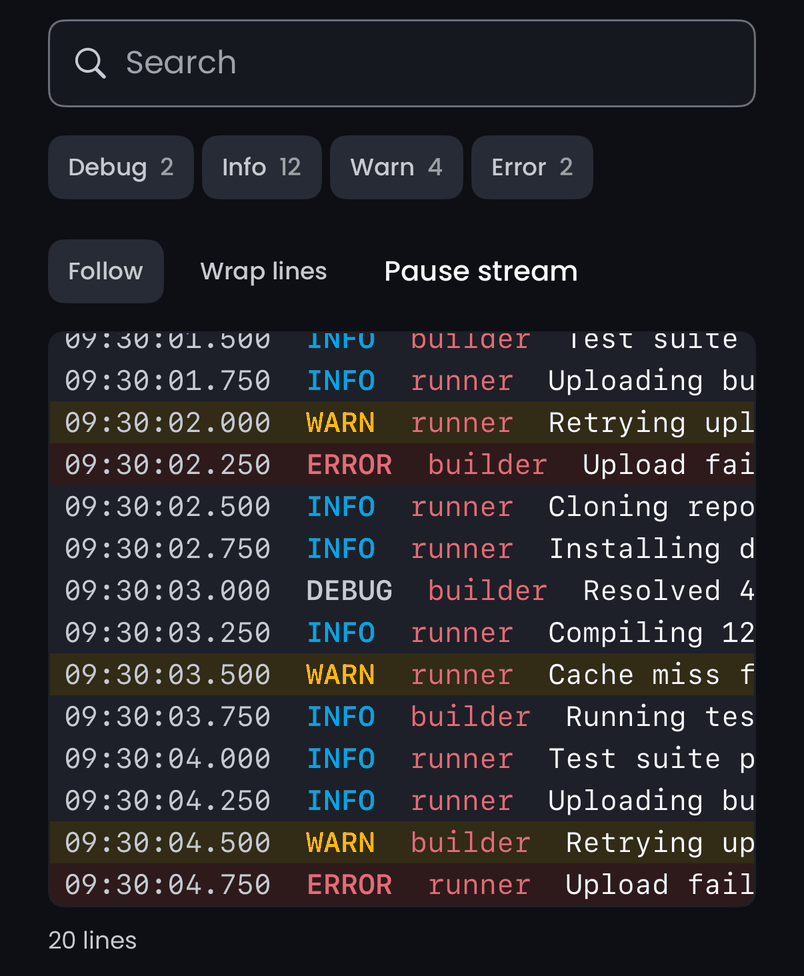 Search
Debug 2 Info 12 Warn 4 Error 2
Follow Wrap lines Pause stream
09:30:01.500 INFO builder Test suite
09:30:01.750 INFO runner Uploading bu
09:30:02.000 WARN runner Retrying upl
09:30:02.250 ERROR builder Upload fai
09:30:02.500 INFO runner Cloning repo
09:30:02.750 INFO runner Installing d
09:30:03.000 DEBUG builder Resolved 4
09:30:03.250 INFO runner Compiling 12
09:30:03.500 WARN runner Cache miss f
09:30:03.750 INFO builder Running tes
09:30:04.000 INFO runner Test suite p
09:30:04.250 INFO runner Uploading bu
09:30:04.500 WARN builder Retrying up
09:30:04.750 ERROR runner Upload fail
20 lines